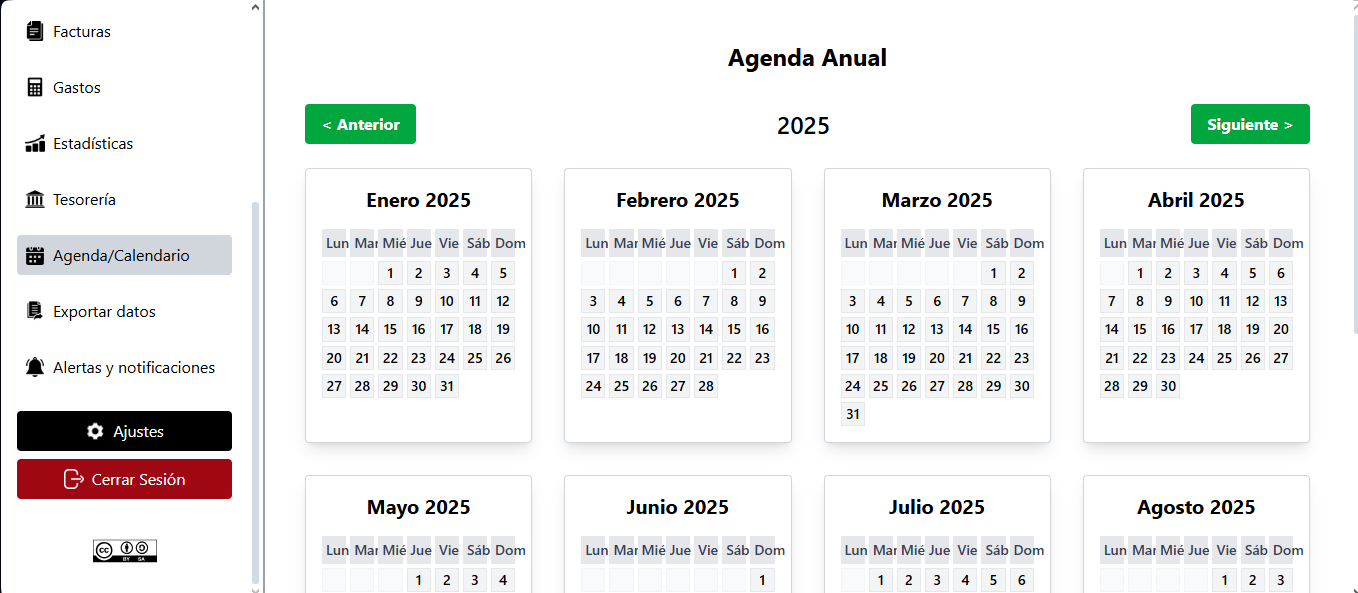 Facturas
Gastos
Estadísticas
Tesorería
Agenda/Calendario
Exportar datos
Alertas y notificaciones
Ajustes
Cerrar Sesión
CC BY SA
Agenda Anual
< Anterior
2025
Siguiente >
Enero 2025
Lun Mar Mié Jue Vie Sáb Dom
1 2 3 4 5
6 7 8 9 10 11 12
13 14 15 16 17 18 19
20 21 22 23 24 25 26
27 28 29 30 31
Febrero 2025
Lun Mar Mié Jue Vie Sáb Dom
1 2
3 4 5 6 7 8 9
10 11 12 13 14 15 16
17 18 19 20 21 22 23
24 25 26 27 28
Marzo 2025
Lun Mar Mié Jue Vie Sáb Dom
1 2
3 4 5 6 7 8 9
10 11 12 13 14 15 16
17 18 19 20 21 22 23
24 25 26 27 28 29 30
31
Abril 2025
Lun Mar Mié Jue Vie Sáb Dom
1 2 3 4 5 6
7 8 9 10 11 12 13
14 15 16 17 18 19 20
21 22 23 24 25 26 27
28 29 30
Mayo 2025
Lun Mar Mié Jue Vie Sáb Dom
1 2 3 4
Junio 2025
Lun Mar Mié Jue Vie Sáb Dom
1
Julio 2025
Lun Mar Mié Jue Vie Sáb Dom
1 2 3 4 5 6
Agosto 2025
Lun Mar Mié Jue Vie Sáb Dom
1 2 3